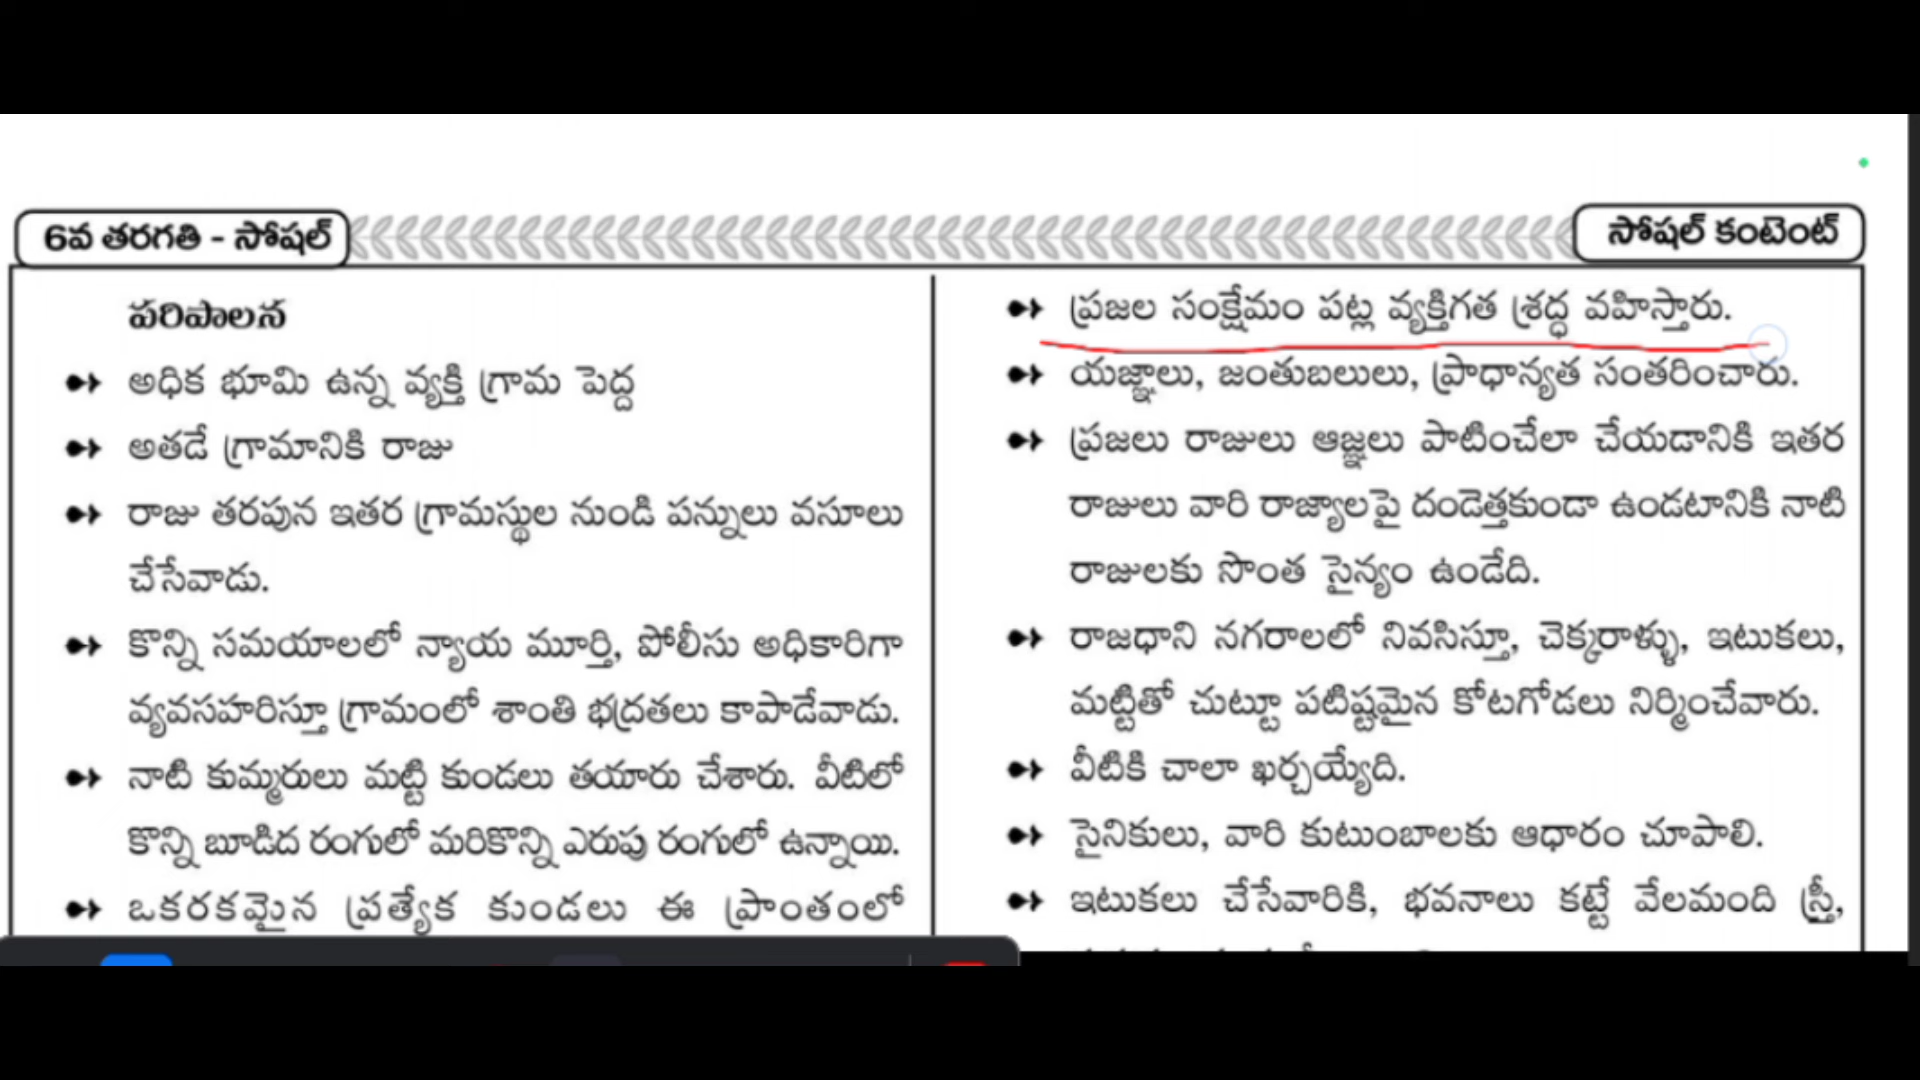 6వ తరగతి - సోషల్
సోషల్ కంటెంట్
పరిపాలన
అధిక భూమి ఉన్న వ్యక్తి గ్రామ పెద్ద
అతడే గ్రామానికి రాజు
రాజు తరపున ఇతర గ్రామస్థుల నుండి పన్నులు వసూలు
చేసేవాడు.
కొన్ని సమయాలలో న్యాయ మూర్తి, పోలీసు అధికారిగా
వ్యవసహరిస్తూ గ్రామంలో శాంతి భద్రతలు కాపాడేవాడు.
నాటి కుమ్మరులు మట్టి కుండలు తయారు చేశారు. వీటిలో
కొన్ని బూడిద రంగులో మరికొన్ని ఎరుపు రంగులో ఉన్నాయి.
ఒకరకమైన ప్రత్యేక కుండలు ఈ ప్రాంతంలో
ప్రజల సంక్షేమం పట్ల వ్యక్తిగత శ్రద్ధ వహిస్తారు.
యజ్ఞాలు, జంతుబలులు, ప్రాధాన్యత సంతరించారు.
ప్రజలు రాజులు ఆజ్ఞలు పాటించేలా చేయడానికి ఇతర
రాజులు వారి రాజ్యాలపై దండెత్తకుండా ఉండటానికి నాటి
రాజులకు సొంత సైన్యం ఉండేది.
రాజధాని నగరాలలో నివసిస్తూ, చెక్కరాళ్ళు, ఇటుకలు,
మట్టితో చుట్టూ పటిష్టమైన కోటగోడలు నిర్మించేవారు.
వీటికి చాలా ఖర్చయ్యేది.
సైనికులు, వారి కుటుంబాలకు ఆధారం చూపాలి.
ఇటుకలు చేసేవారికి, భవనాలు కట్టే వేలమంది స్త్రీ,